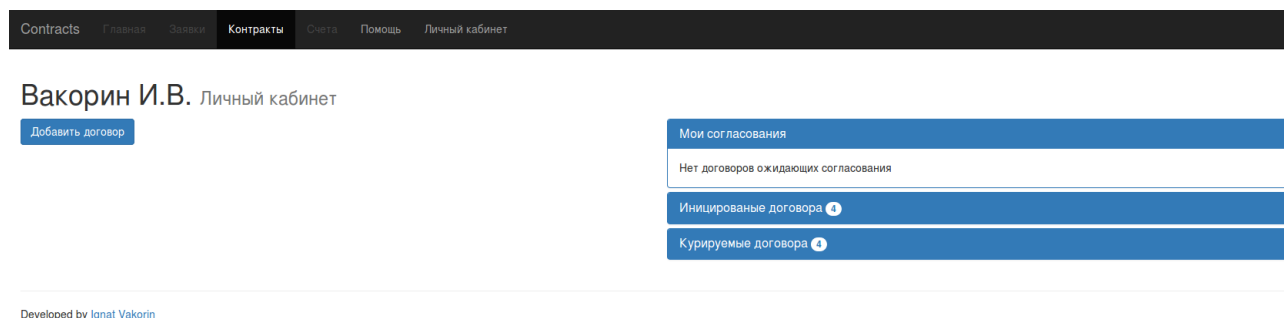 Contracts Главная Заявки Контракты Счета Помощь Личный кабинет
Вакорин И.В. Личный кабинет
Добавить договор
Мои согласования
Нет договоров ожидающих согласования
Иницированые договора 4
Курируемые договора 4
Developed by Ignat Vakorin